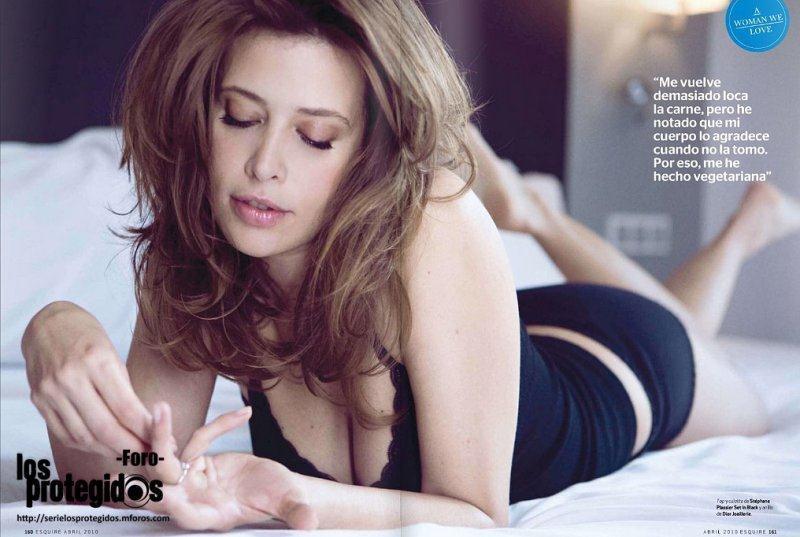 A
WOMAN WE
LOVE
“Me vuelve
demasiado loca
la carne, pero he
notado que mi
cuerpo lo agradece
cuando no la tomo.
Por eso, me he
hecho vegetariana”
-Foro-
los
protegidos
http://serielosprotegidos.mforos.com
Top y culotte de Stéphane
Plassier Set in Black y anillo
de Dior Joaillerie.
160 ESQUIRE ABRIL 2010
ABRIL 2010 ESQUIRE 161